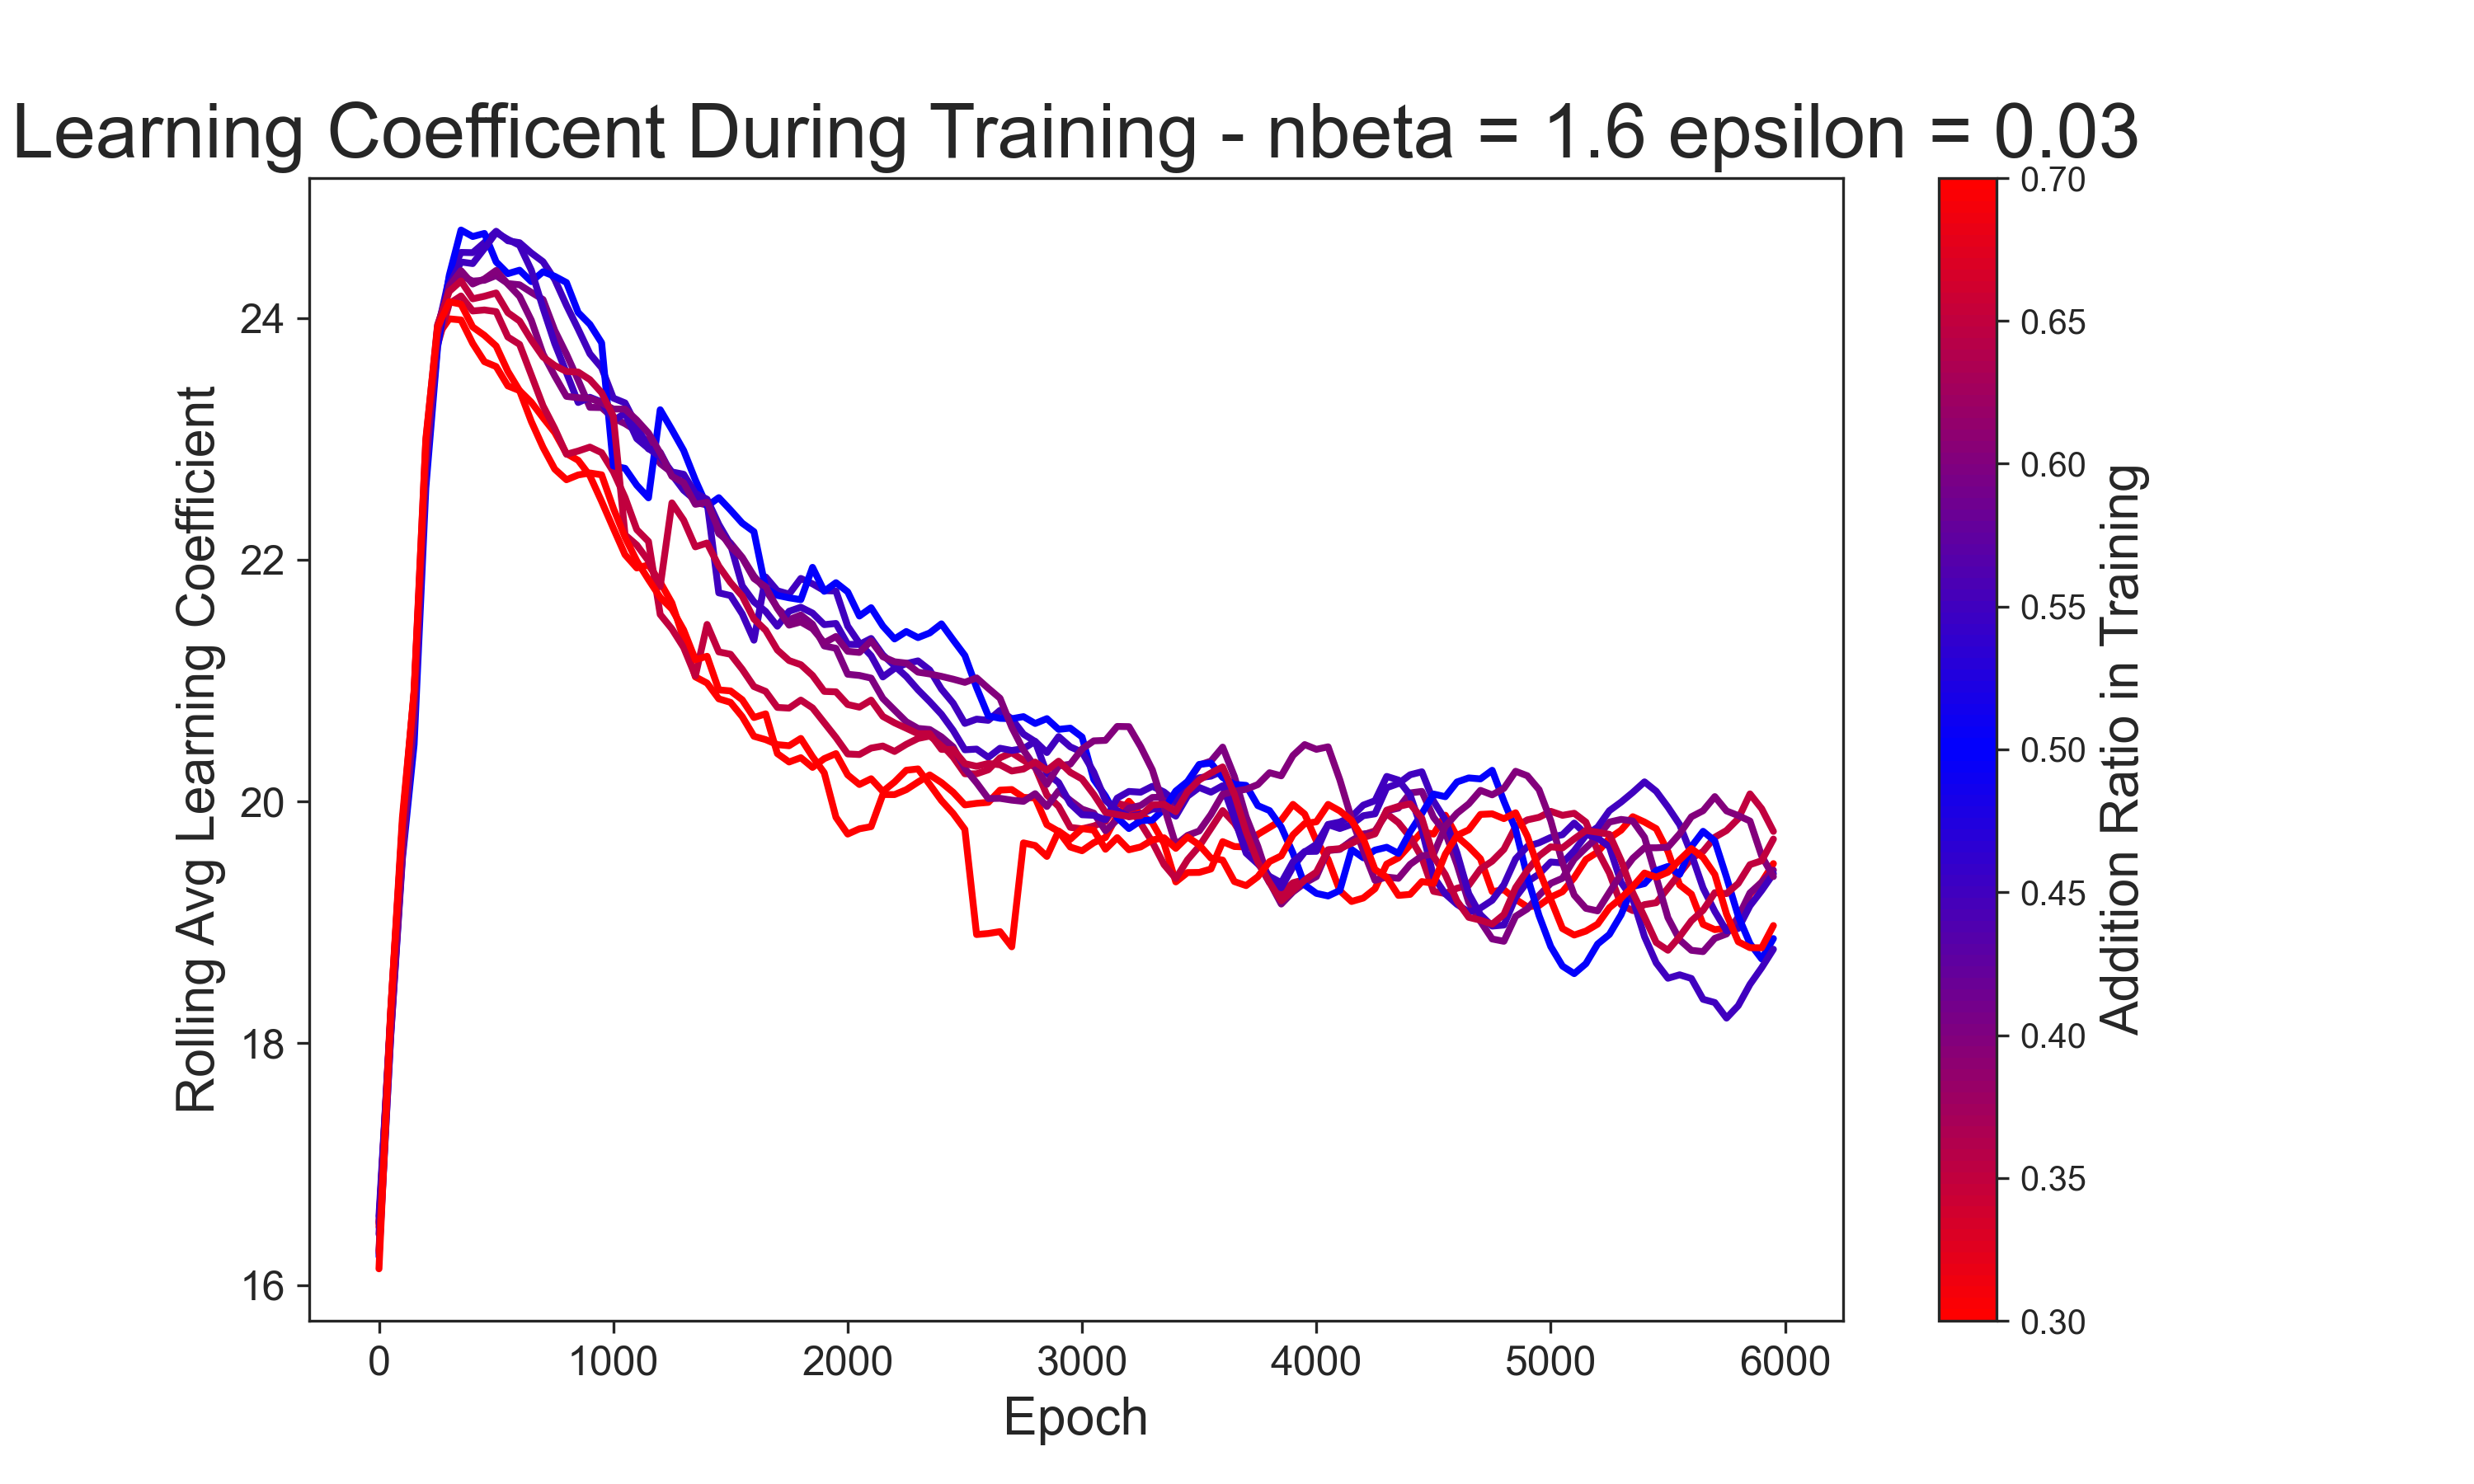 Learning Coefficent During Training - nbeta = 1.6 epsilon = 0.03
Rolling Avg Learning Coefficient
24
22
20
18
16
0 1000 2000 3000 4000 5000 6000
Epoch
0.70
0.65
0.60
0.55
0.50
0.45
0.40
0.35
0.30
Addition Ratio in Training